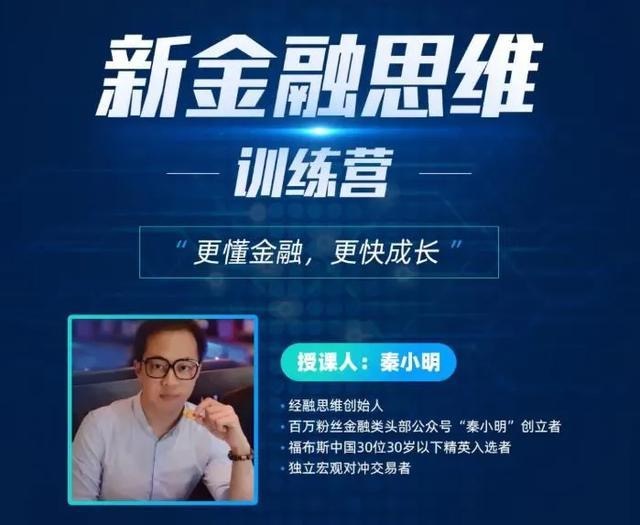 新金融思维
训练营
“更懂金融，更快成长”
授课人：秦小明
·经融思维创始人
·百万粉丝金融类头部公众号“秦小明”创立者
·福布斯中国30位30岁以下精英入选者
·独立宏观对冲交易者